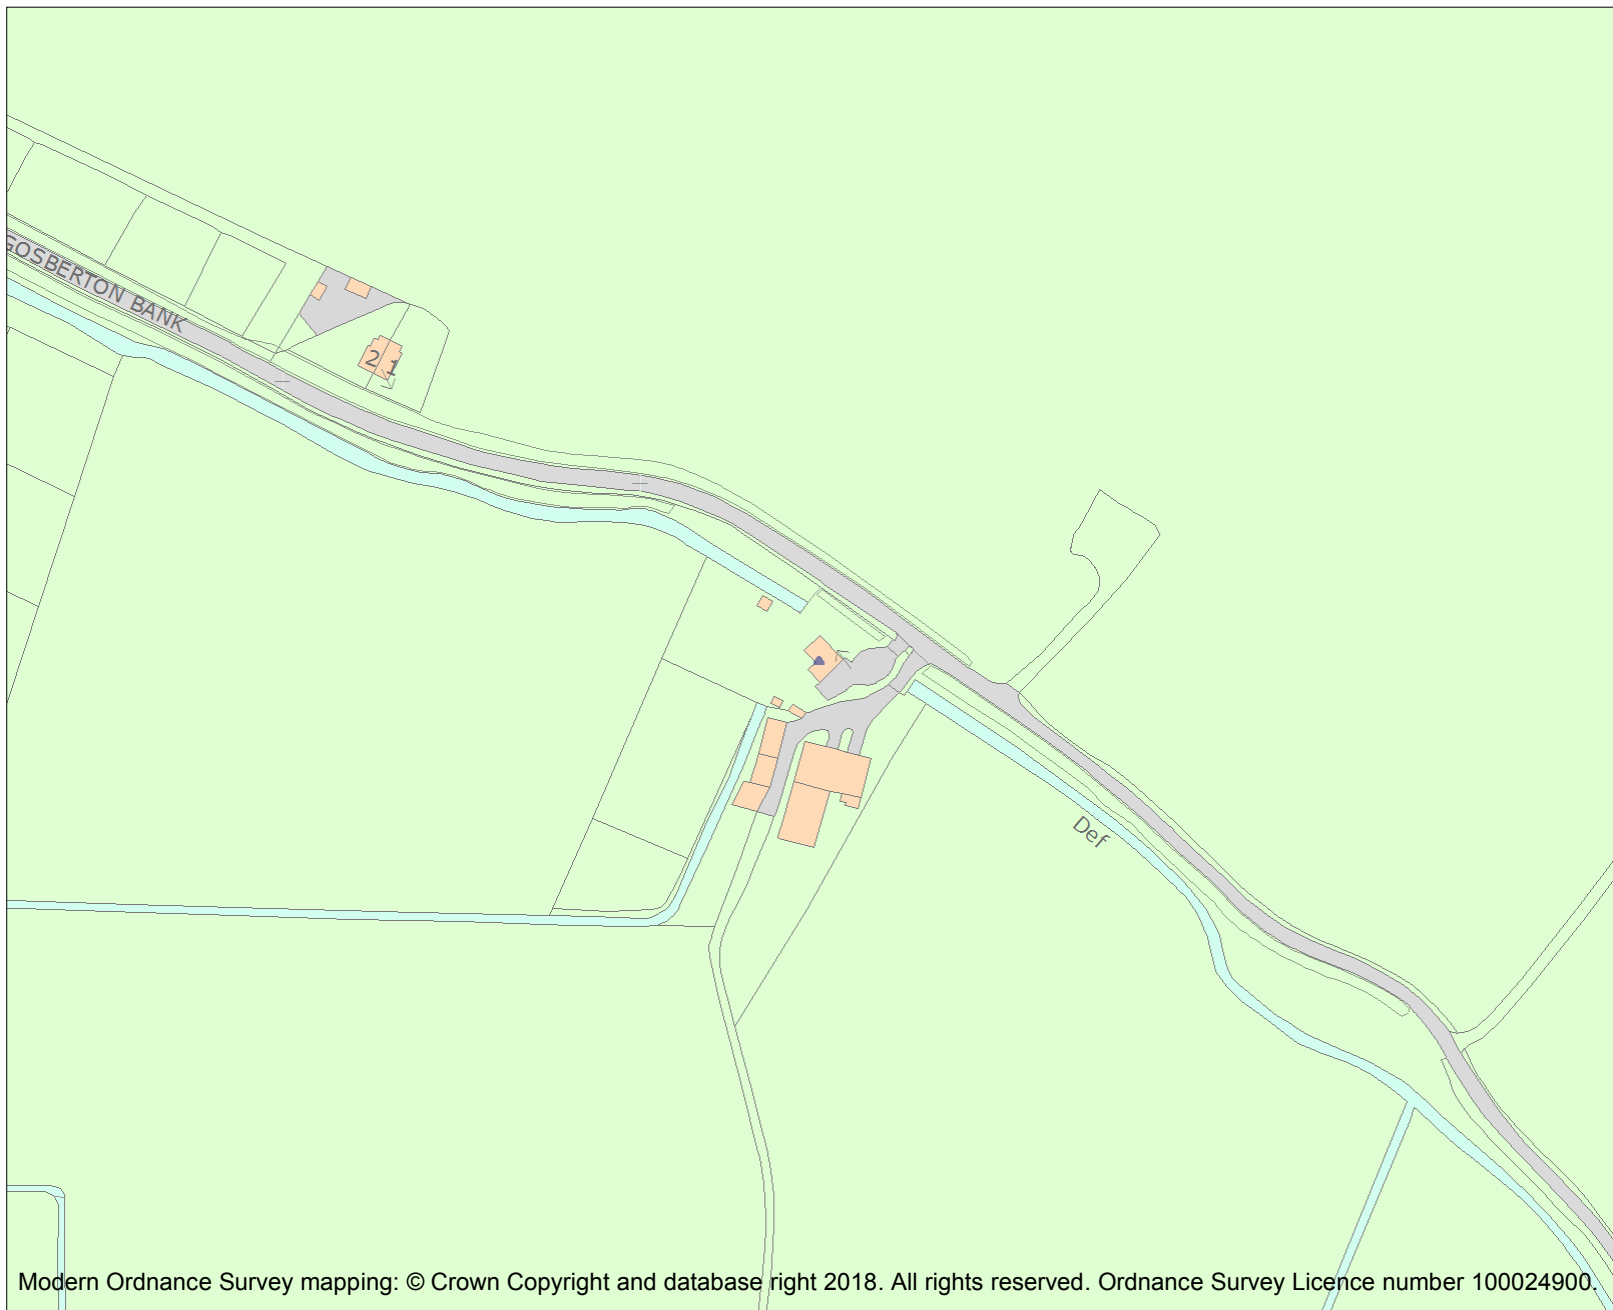 GOSBERTON BANK
2 1
Def
Modern Ordnance Survey mapping: © Crown Copyright and database right 2018. All rights reserved. Ordnance Survey Licence number 100024900.